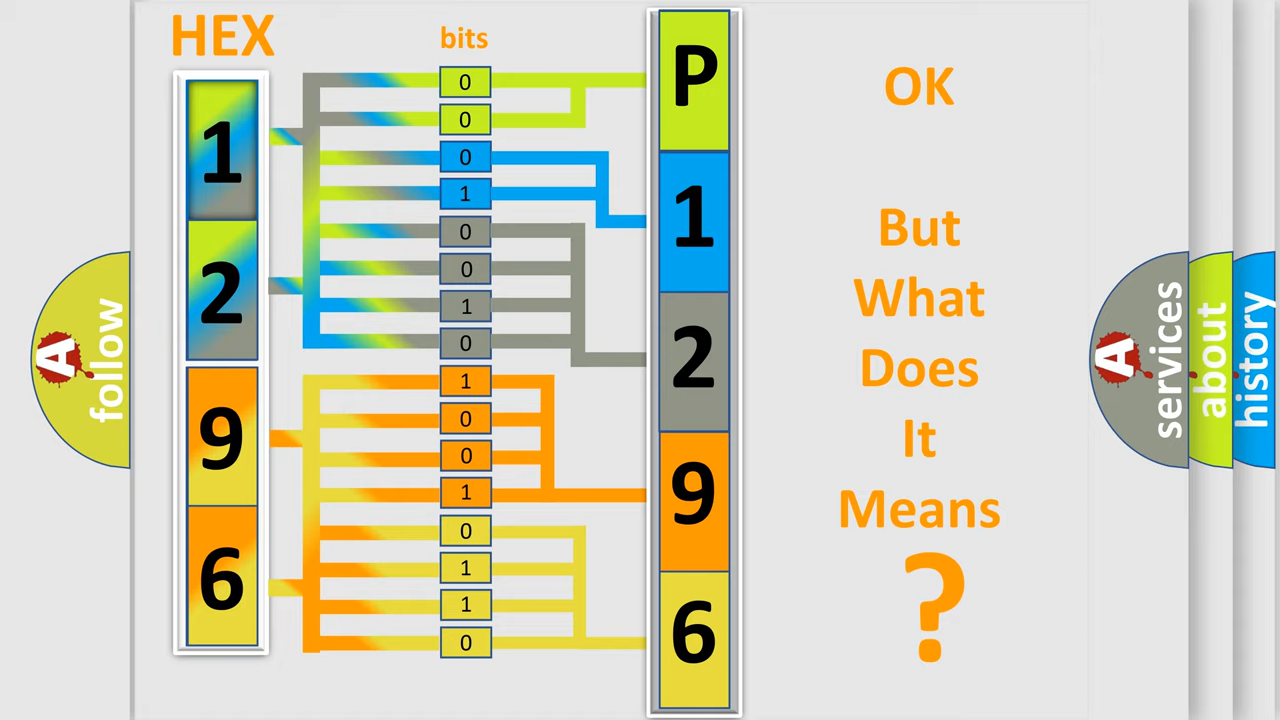 HEX
bits
1
2
9
6
0
0
0
1
0
0
1
0
1
0
0
1
0
1
1
0
P
1
2
9
6
OK
But
What
Does
It
Means
?
A
follow
A
services
about
history